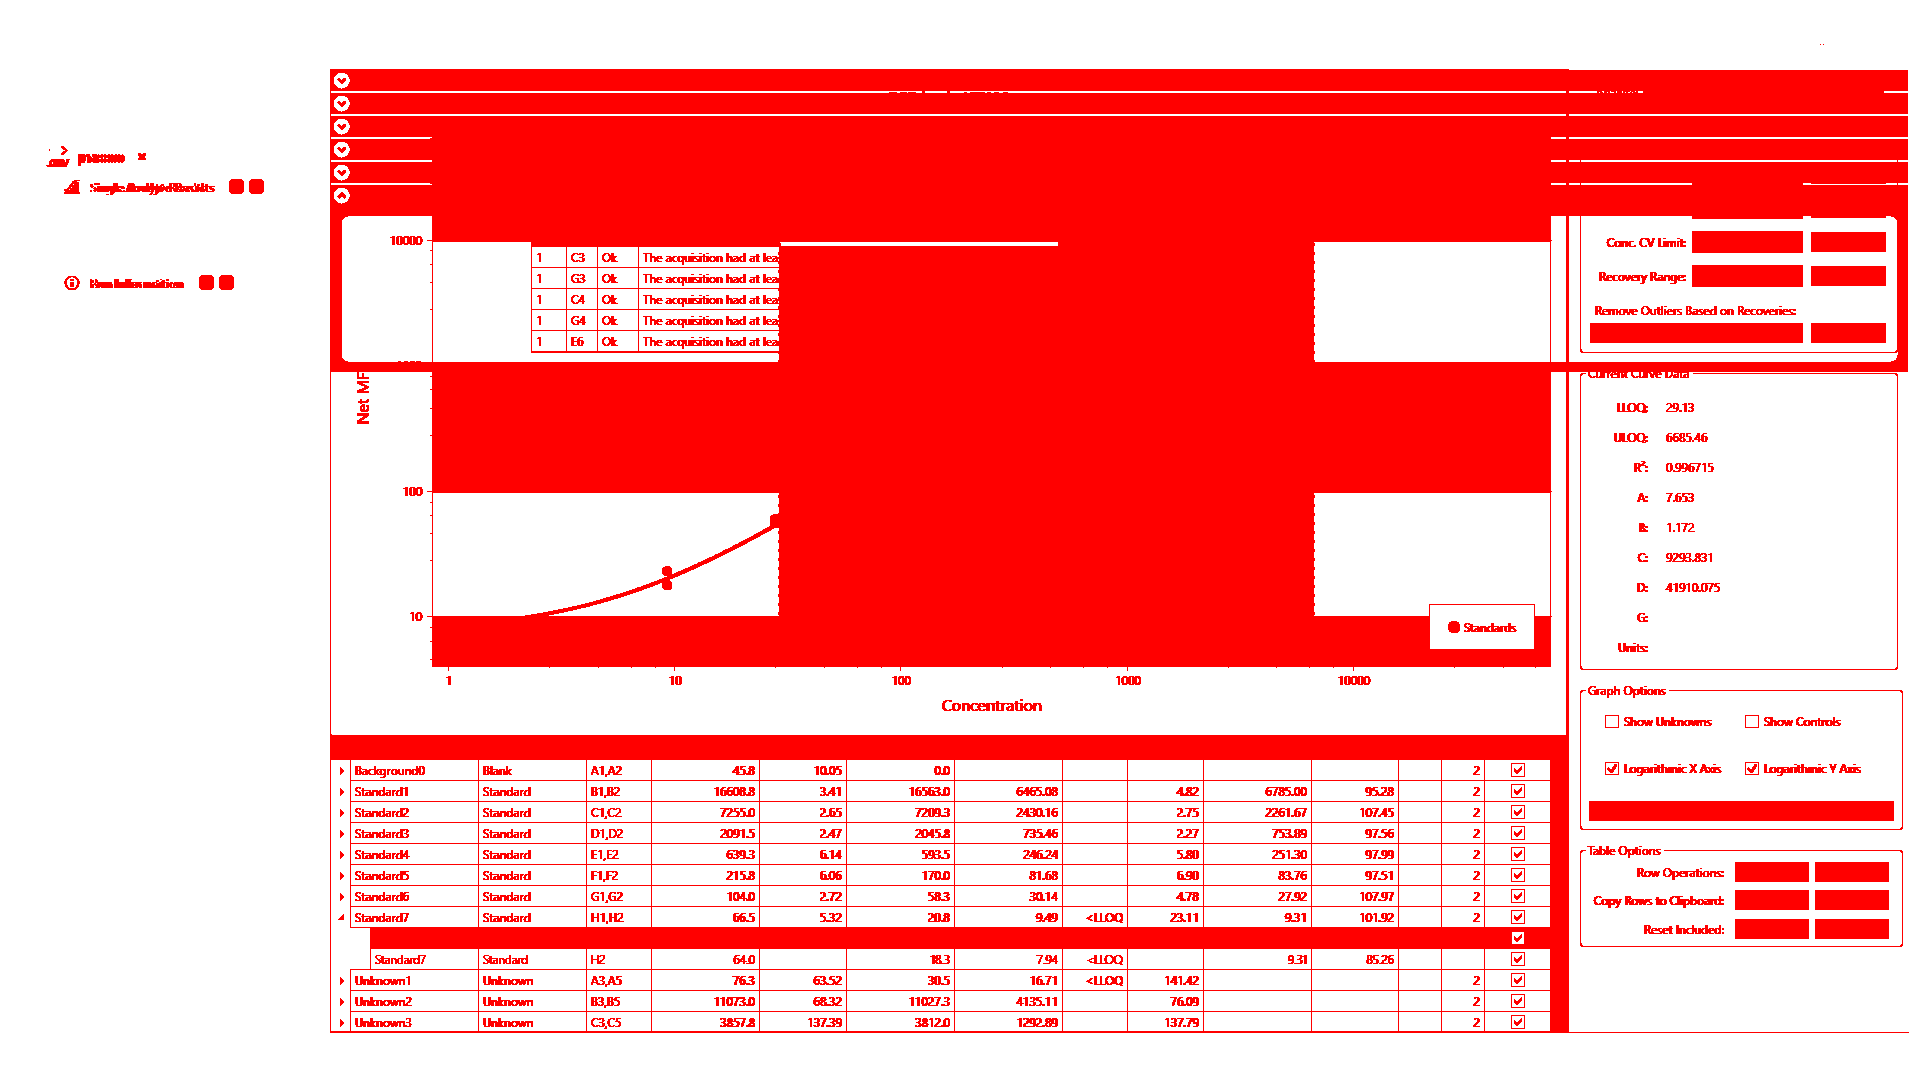 10000
1 C3 Ok The acquisition had at lea
1 G3 Ok The acquisition had at lea
1 C4 Ok The acquisition had at lea
1 G4 Ok The acquisition had at lea
1 E6 Ok The acquisition had at lea
Net MF
100
10
Standards
1 10 100 1000 10000
Concentration
Background0 Blank A1,A2 45.8 10.05 0.0 2
Standard1 Standard B1,B2 16608.8 3.41 16563.0 6465.08 4.82 6785.00 95.28 2
Standard2 Standard C1,C2 7255.0 2.65 7209.3 2430.16 2.75 2261.67 107.45 2
Standard3 Standard D1,D2 2091.5 2.47 2045.8 735.46 2.27 753.89 97.56 2
Standard4 Standard E1,E2 639.3 6.14 593.5 246.24 5.80 251.30 97.99 2
Standard5 Standard F1,F2 215.8 6.06 170.0 81.68 6.90 83.76 97.51 2
Standard6 Standard G1,G2 104.0 2.72 58.3 30.14 4.78 27.92 107.97 2
Standard7 Standard H1,H2 66.5 5.32 20.8 9.49 <LLOQ 23.11 9.31 101.92 2
Standard7 Standard H2 64.0 18.3 7.94 <LLOQ 9.31 85.26
Unknown1 Unknown A3,A5 76.3 63.52 30.5 16.71 <LLOQ 141.42 2
Unknown2 Unknown B3,B5 11073.0 68.32 11027.3 4135.11 76.09 2
Unknown3 Unknown C3,C5 3857.8 137.39 3812.0 1292.89 137.79 2
Conc. CV Limit:
Recovery Range:
Remove Outliers Based on Recoveries:
Current Curve Data
LLOQ: 29.13
ULOQ: 6685.46
R²: 0.996715
A: 7.653
B: 1.172
C: 9293.831
D: 41910.075
G:
Units:
Graph Options
Show Unknowns Show Controls
Logarithmic X Axis Logarithmic Y Axis
Table Options
Row Operations:
Copy Rows to Clipboard:
Reset Included: